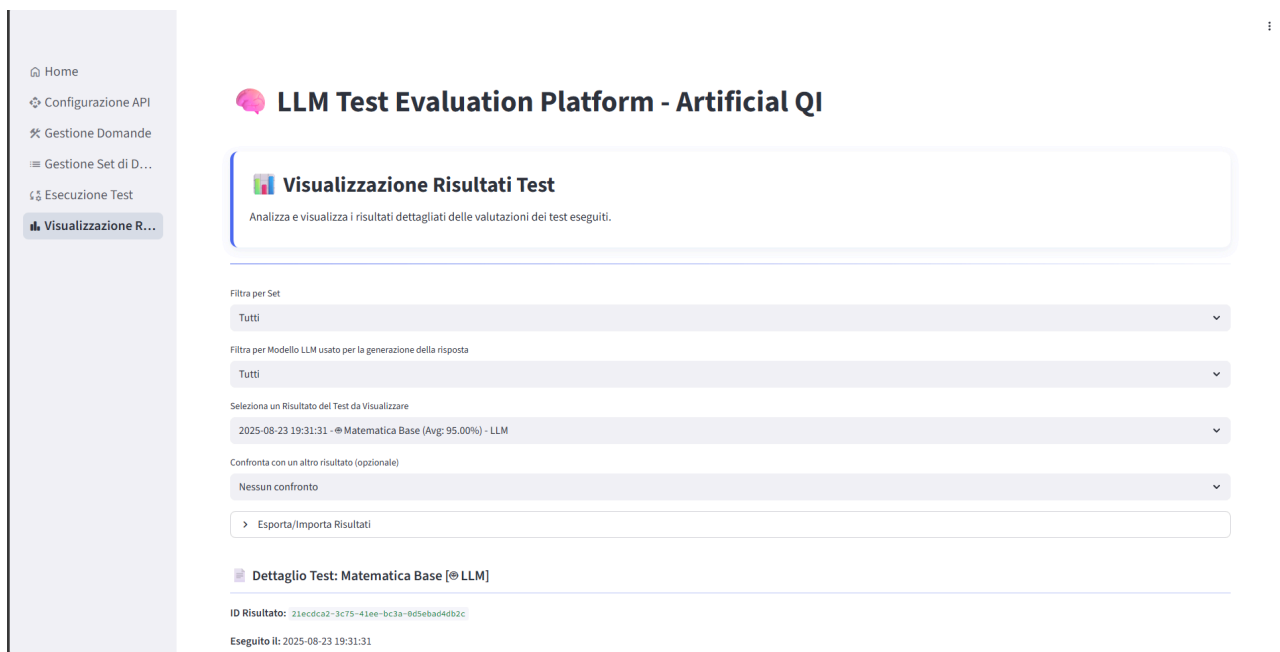 Home
Configurazione API
Gestione Domande
Gestione Set di D...
Esecuzione Test
Visualizzazione R...
LLM Test Evaluation Platform - Artificial QI
Visualizzazione Risultati Test
Analizza e visualizza i risultati dettagliati delle valutazioni dei test eseguiti.
Filtra per Set
Tutti
Filtra per Modello LLM usato per la generazione della risposta
Tutti
Seleziona un Risultato del Test da Visualizzare
2025-08-23 19:31:31 - Matematica Base (Avg: 95.00%) - LLM
Confronta con un altro risultato (opzionale)
Nessun confronto
Esporta/Importa Risultati
Dettaglio Test: Matematica Base [ LLM]
ID Risultato: 21ecdca2-3c75-41ee-bc3a-0d5ebad4db2c
Eseguito il: 2025-08-23 19:31:31